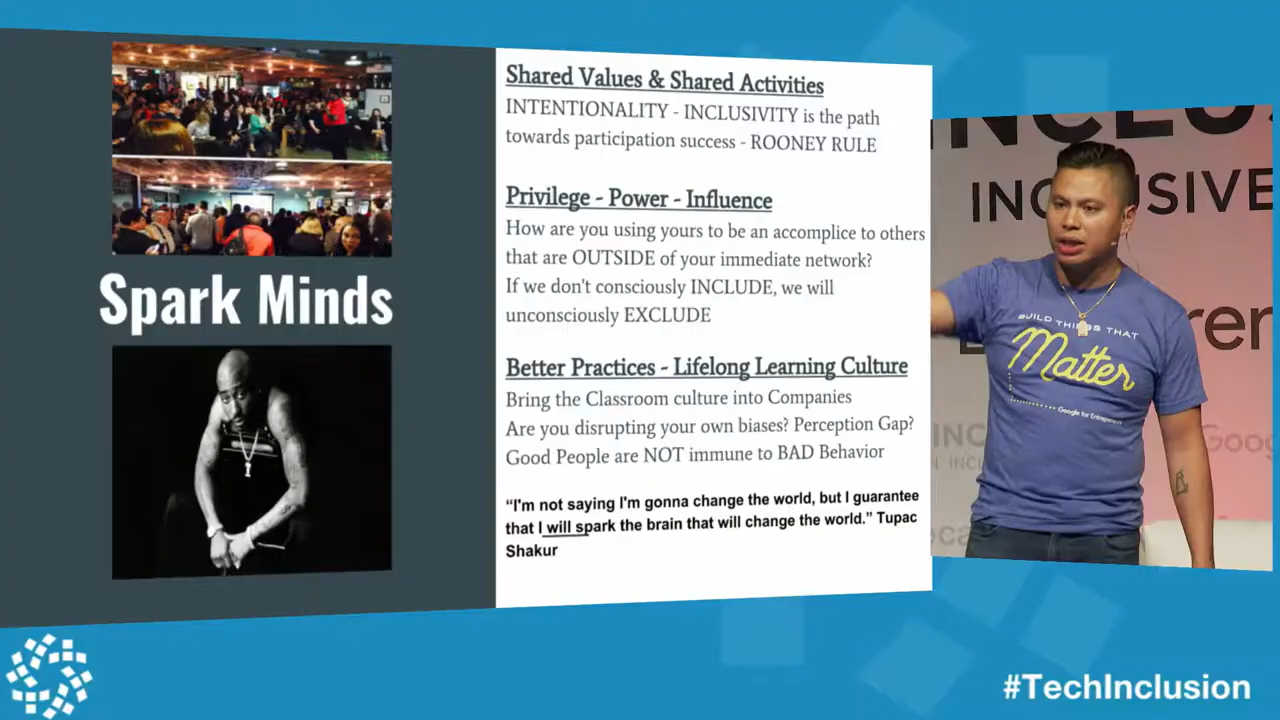 Spark Minds
Shared Values & Shared Activities
INTENTIONALITY - INCLUSIVITY is the path
towards participation success - ROONEY RULE
Privilege - Power - Influence
How are you using yours to be an accomplice to others
that are OUTSIDE of your immediate network?
If we don't consciously INCLUDE, we will
unconsciously EXCLUDE
Better Practices - Lifelong Learning Culture
Bring the Classroom culture into Companies
Are you disrupting your own biases? Perception Gap?
Good People are NOT immune to BAD Behavior
“I'm not saying I'm gonna change the world, but I guarantee
that I will spark the brain that will change the world.” Tupac
Shakur
INCLUS
INCLUSIVE
BUILD THINGS THAT
Matter
Google for Entrepreneurs
#TechInclusion